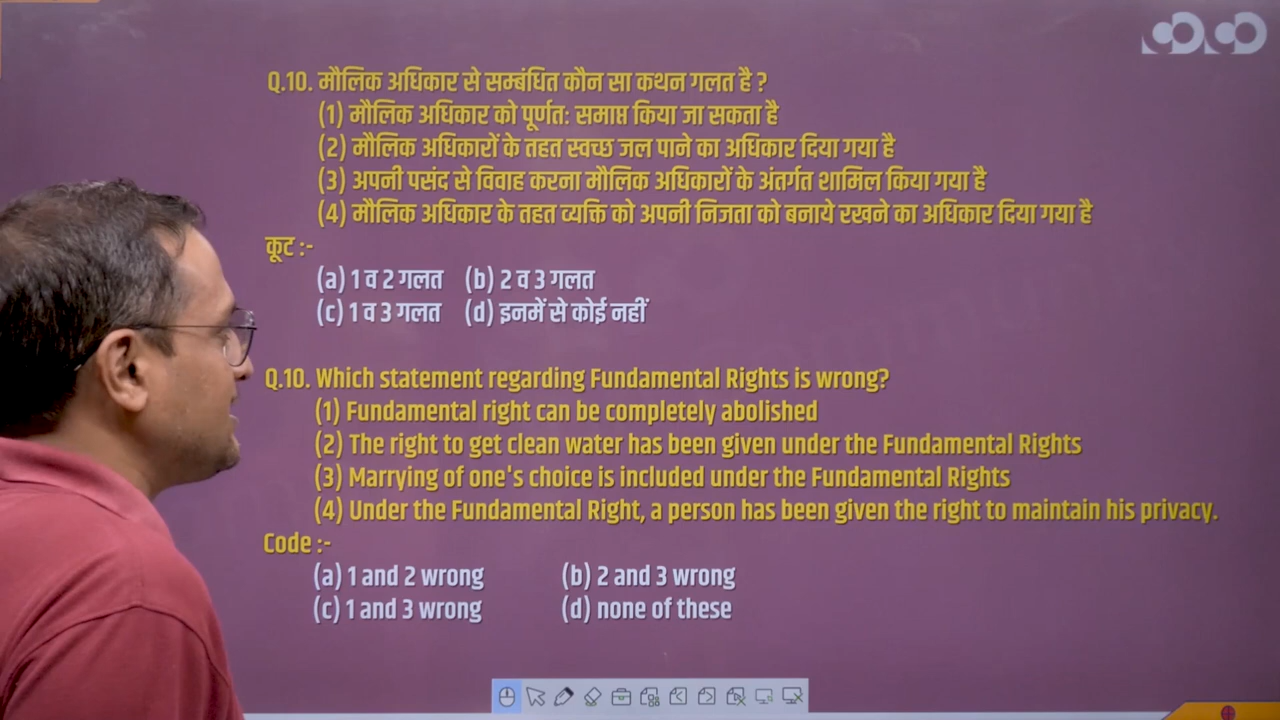 Q.10. मौलिक अधिकार से सम्बंधित कौन सा कथन गलत है ?
(1) मौलिक अधिकार को पूर्णत: समाप्त किया जा सकता है
(2) मौलिक अधिकारों के तहत स्वच्छ जल पाने का अधिकार दिया गया है
(3) अपनी पसंद से विवाह करना मौलिक अधिकारों के अंतर्गत शामिल किया गया है
(4) मौलिक अधिकार के तहत व्यक्ति को अपनी निजता को बनाये रखने का अधिकार दिया गया है
कूट :-
(a) 1 व 2 गलत (b) 2 व 3 गलत
(c) 1 व 3 गलत (d) इनमें से कोई नहीं
Q.10. Which statement regarding Fundamental Rights is wrong?
(1) Fundamental right can be completely abolished
(2) The right to get clean water has been given under the Fundamental Rights
(3) Marrying of one's choice is included under the Fundamental Rights
(4) Under the Fundamental Right, a person has been given the right to maintain his privacy.
Code :-
(a) 1 and 2 wrong (b) 2 and 3 wrong
(c) 1 and 3 wrong (d) none of these